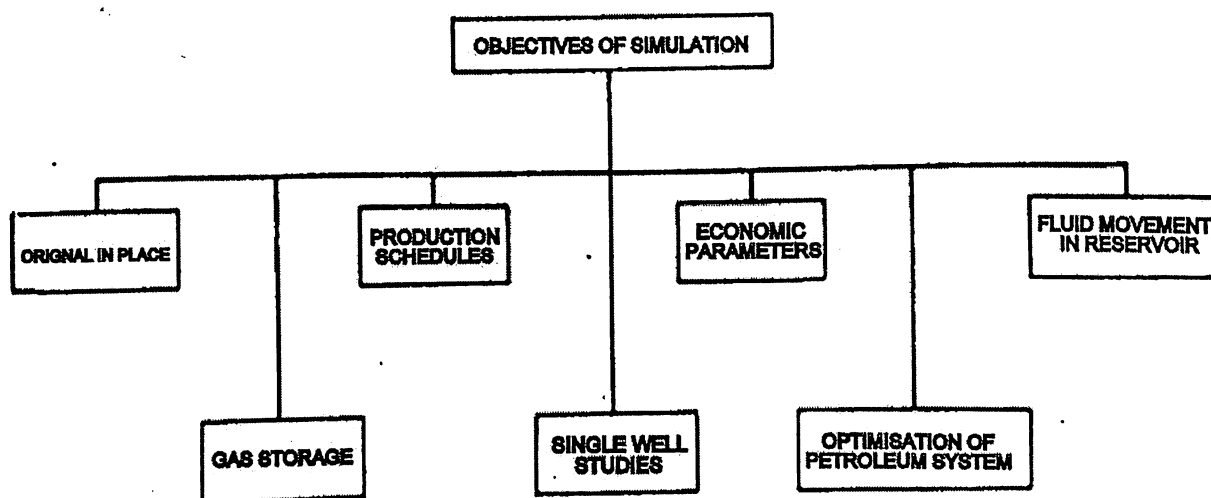 OBJECTIVES OF SIMULATION
ORIGNAL IN PLACE
PRODUCTION
SCHEDULES
ECONOMIC
PARAMETERS
FLUID MOVEMENT
IN RESERVOIR
GAS STORAGE
SINGLE WELL
STUDIES
OPTIMISATION OF
PETROLEUM SYSTEM